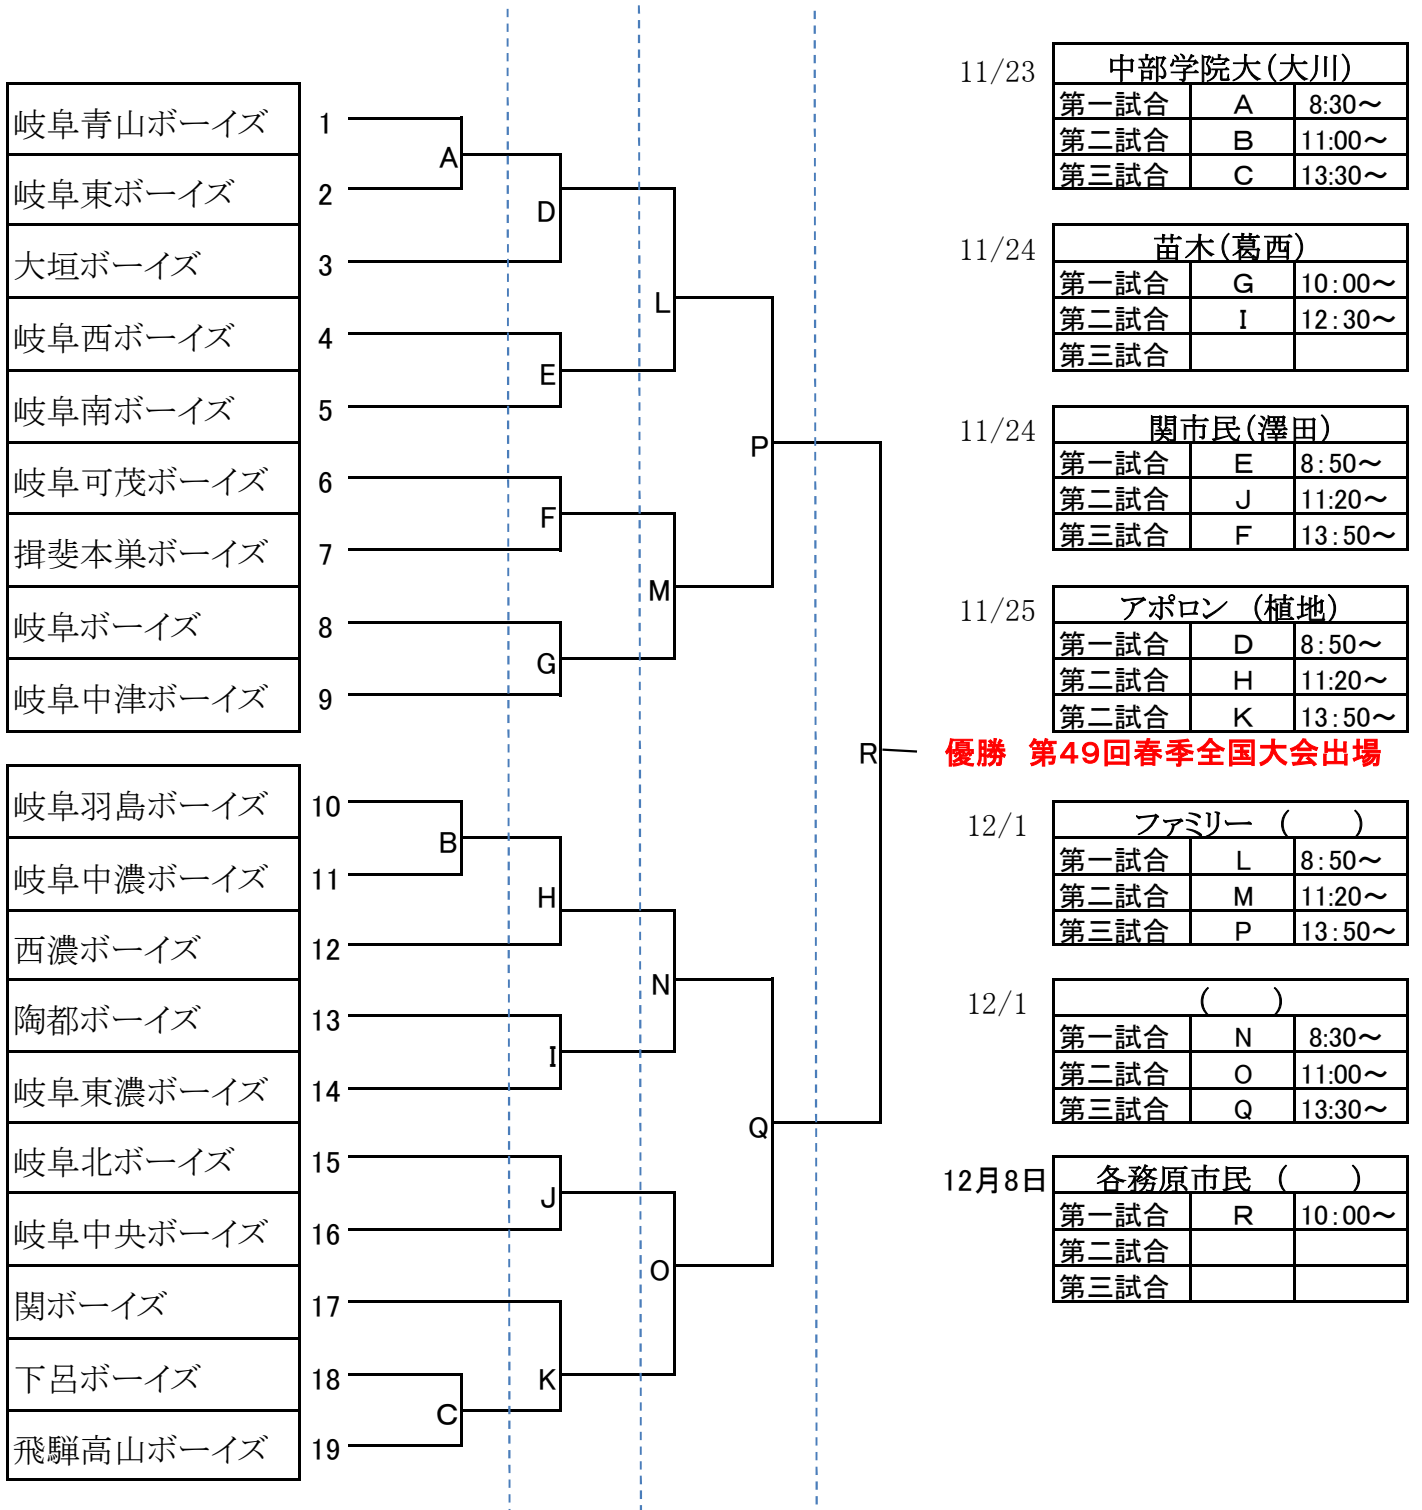 岐阜青山ボーイズ 1
岐阜東ボーイズ 2
大垣ボーイズ 3
岐阜西ボーイズ 4
岐阜南ボーイズ 5
岐阜可茂ボーイズ 6
揖斐本巣ボーイズ 7
岐阜ボーイズ 8
岐阜中津ボーイズ 9
岐阜羽島ボーイズ 10
岐阜中濃ボーイズ 11
西濃ボーイズ 12
陶都ボーイズ 13
岐阜東濃ボーイズ 14
岐阜北ボーイズ 15
岐阜中央ボーイズ 16
関ボーイズ 17
下呂ボーイズ 18
飛騨高山ボーイズ 19
A
B
C
D
E
F
G
H
I
J
K
L
M
N
O
P
Q
R
優勝 第49回春季全国大会出場
11/23 中部学院大(大川)
第一試合 A 8:30～
第二試合 B 11:00～
第三試合 C 13:30～
11/24 苗木(葛西)
第一試合 G 10:00～
第二試合 I 12:30～
第三試合
11/24 関市民(澤田)
第一試合 E 8:50～
第二試合 J 11:20～
第三試合 F 13:50～
11/25 アポロン (植地)
第一試合 D 8:50～
第二試合 H 11:20～
第二試合 K 13:50～
12/1 ファミリー ( )
第一試合 L 8:50～
第二試合 M 11:20～
第三試合 P 13:50～
12/1 ( )
第一試合 N 8:30～
第二試合 O 11:00～
第三試合 Q 13:30～
12月8日 各務原市民 ( )
第一試合 R 10:00～
第二試合
第三試合